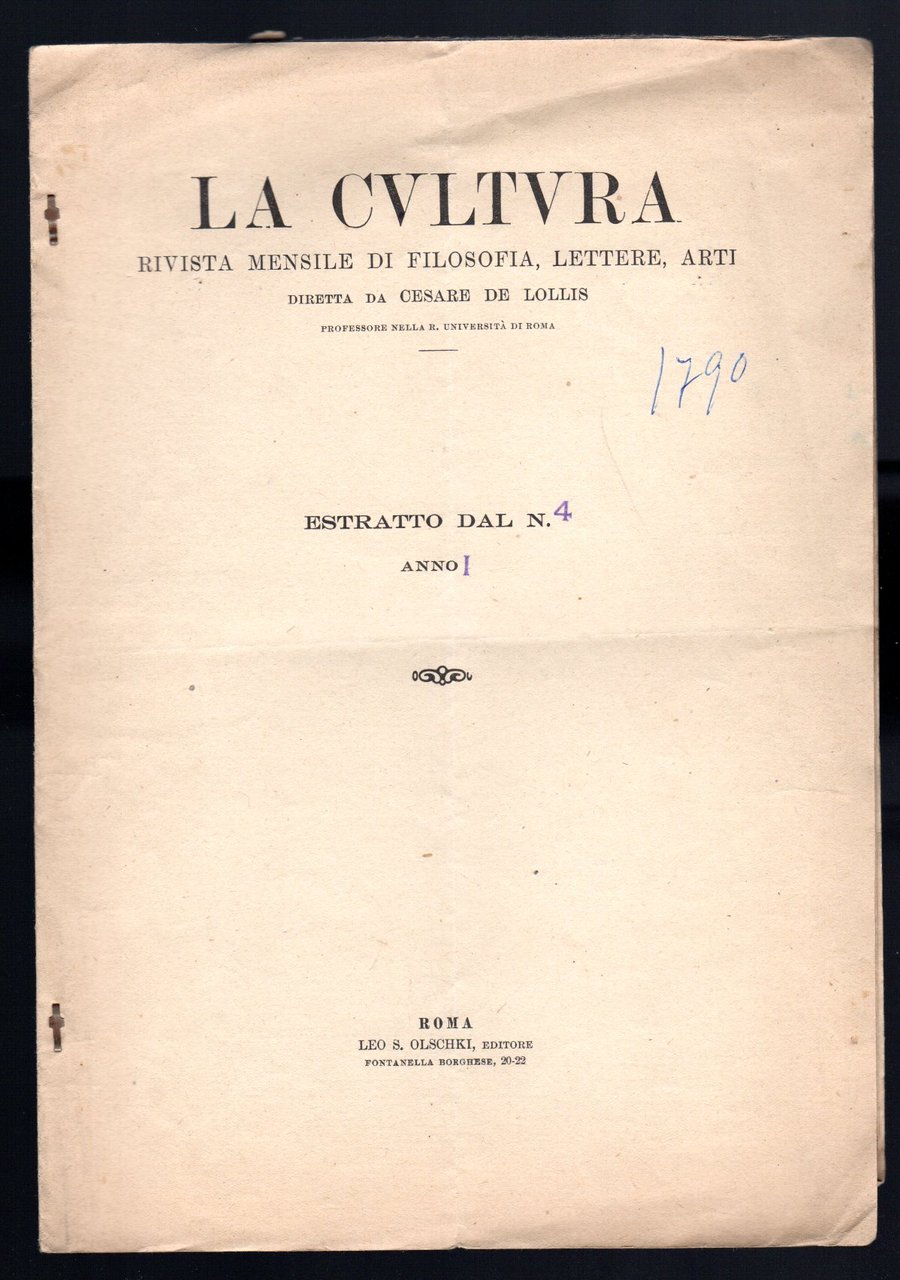 LA CVLTVRA
RIVISTA MENSILE DI FILOSOFIA, LETTERE, ARTI
DIRETTA DA CESARE DE LOLLIS
PROFESSORE NELLA R. UNIVERSITÀ DI ROMA
1790
ESTRATTO DAL N. 4
ANNO I
ROMA
LEO S. OLSCHKI, EDITORE
FONTANELLA BORGHESE, 20-22